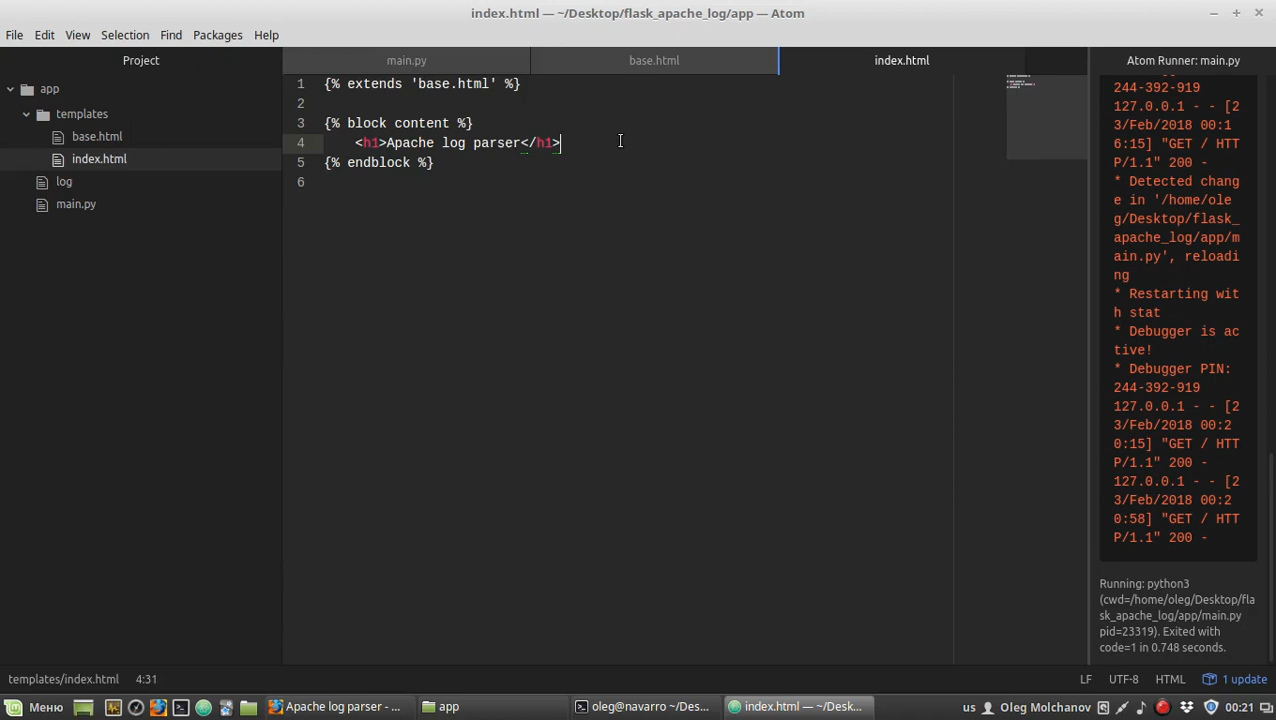 index.html — ~/Desktop/flask_apache_log/app — Atom
File Edit View Selection Find Packages Help
Project
main.py
base.html
index.html
Atom Runner: main.py
app
templates
base.html
index.html
log
main.py
1 {% extends 'base.html' %}
2
3 {% block content %}
4 <h1>Apache log parser</h1>
5 {% endblock %}
6
244-392-919
127.0.0.1 - - [2
3/Feb/2018 00:1
6:15] "GET / HTT
P/1.1" 200 -
* Detected chang
e in '/home/ole
g/Desktop/flask_
apache_log/app/m
ain.py', reloadi
ng
* Restarting wit
h stat
* Debugger is ac
tive!
* Debugger PIN:
244-392-919
127.0.0.1 - - [2
3/Feb/2018 00:2
0:15] "GET / HTT
P/1.1" 200 -
127.0.0.1 - - [2
3/Feb/2018 00:2
0:58] "GET / HTT
P/1.1" 200 -
Running: python3
(cwd=/home/oleg/Desktop/fla
sk_apache_log/app/main.py
pid=23319). Exited with
code=1 in 0.748 seconds.
templates/index.html 4:31
LF UTF-8 HTML 1 update
Меню
Apache log parser - ...
app
oleg@navarro ~/Des...
index.html — ~/Desk...
us Oleg Molchanov 00:21